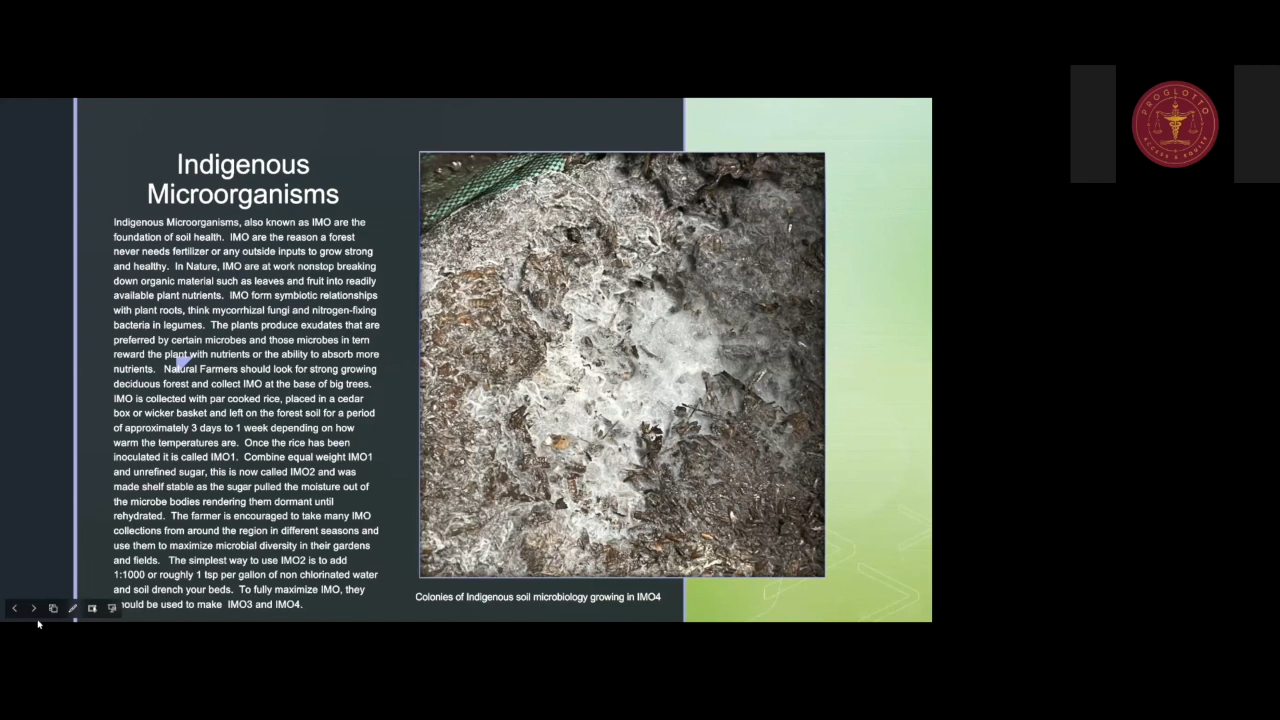 Indigenous
Microorganisms
Indigenous Microorganisms, also known as IMO are the
foundation of soil health.  IMO are the reason a forest
never needs fertilizer or any outside inputs to grow strong
and healthy.  In Nature, IMO are at work nonstop breaking
down organic material such as leaves and fruit into readily
available plant nutrients.  IMO form symbiotic relationships
with plant roots, think mycorrhizal fungi and nitrogen-fixing
bacteria in legumes.  The plants produce exudates that are
preferred by certain microbes and those microbes in tern
reward the plant with nutrients or the ability to absorb more
nutrients.   Natural Farmers should look for strong growing
deciduous forest and collect IMO at the base of big trees.
IMO is collected with par cooked rice, placed in a cedar
box or wicker basket and left on the forest soil for a period
of approximately 3 days to 1 week depending on how
warm the temperatures are.  Once the rice has been
inoculated it is called IMO1.  Combine equal weight IMO1
and unrefined sugar, this is now called IMO2 and was
made shelf stable as the sugar pulled the moisture out of
the microbe bodies rendering them dormant until
rehydrated.  The farmer is encouraged to take many IMO
collections from around the region in different seasons and
use them to maximize microbial diversity in their gardens
and fields.   The simplest way to use IMO2 is to add
1:1000 or roughly 1 tsp per gallon of non chlorinated water
and soil drench your beds.  To fully maximize IMO, they
should be used to make  IMO3 and IMO4.
Colonies of Indigenous soil microbiology growing in IMO4
PROGLOTTO
ACCESS & EQUITY